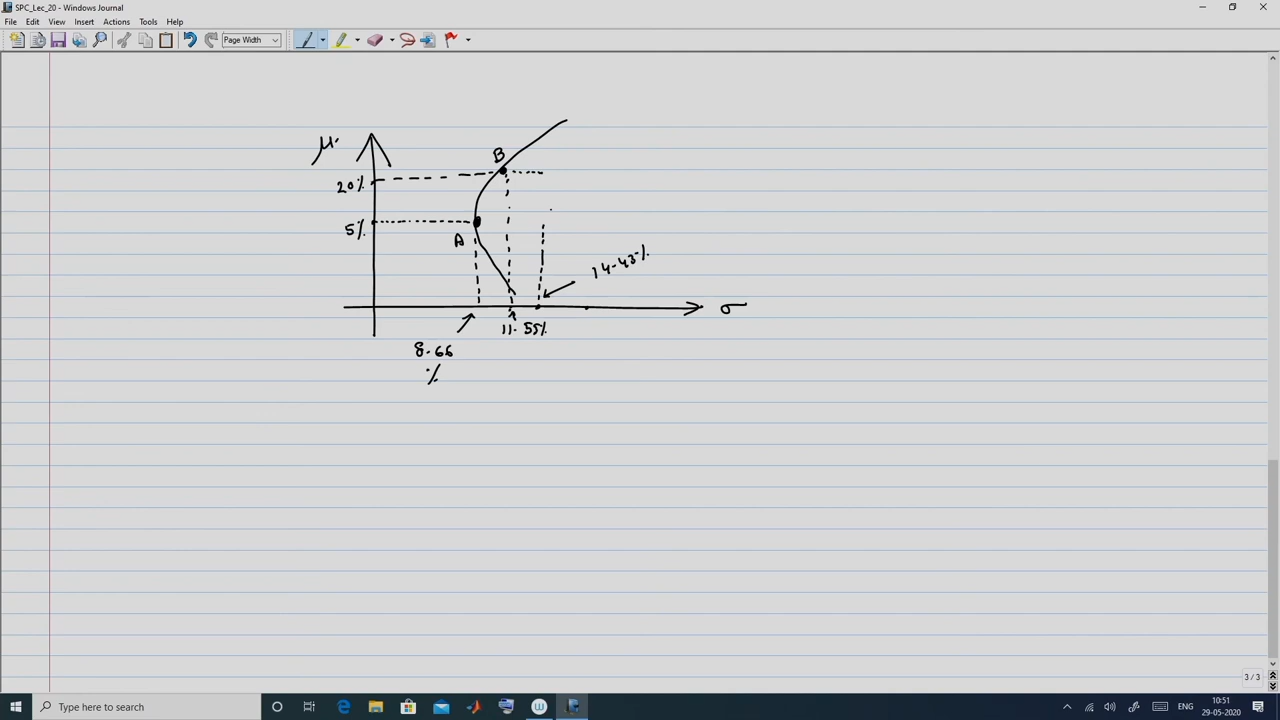 SPC_Lec_20 - Windows Journal
File Edit View Insert Actions Tools Help
Page Width
μ
B
20%
5%
A
14.43%
σ
11.55%
8.66
%
3/3
Type here to search
10:51
29-05-2020